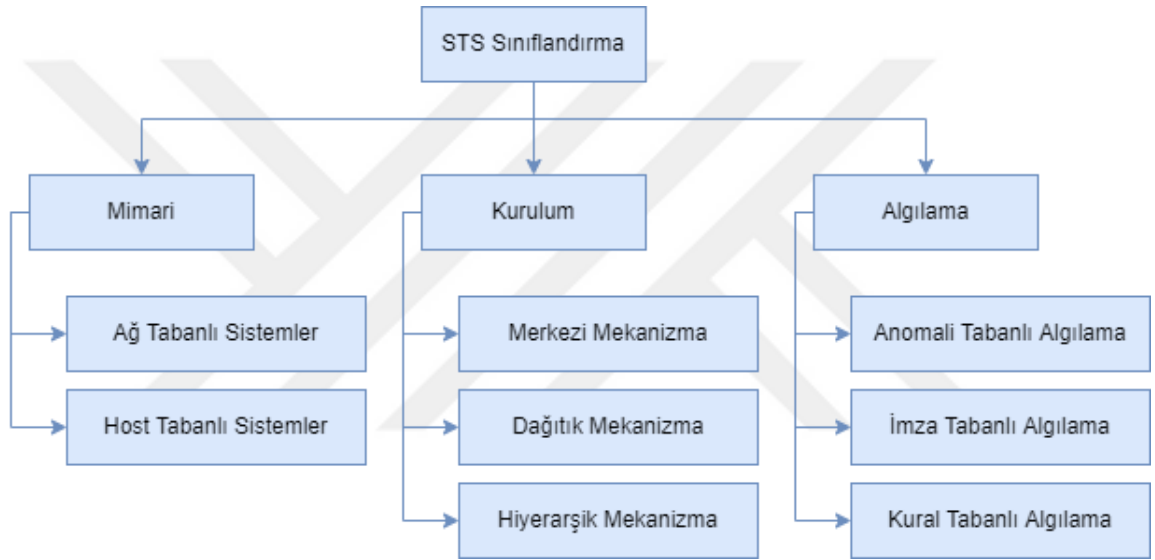 STS Sınıflandırma
Mimari
Kurulum
Algılama
Ağ Tabanlı Sistemler
Merkezi Mekanizma
Anomali Tabanlı Algılama
Host Tabanlı Sistemler
Dağıtık Mekanizma
İmza Tabanlı Algılama
Hiyerarşik Mekanizma
Kural Tabanlı Algılama